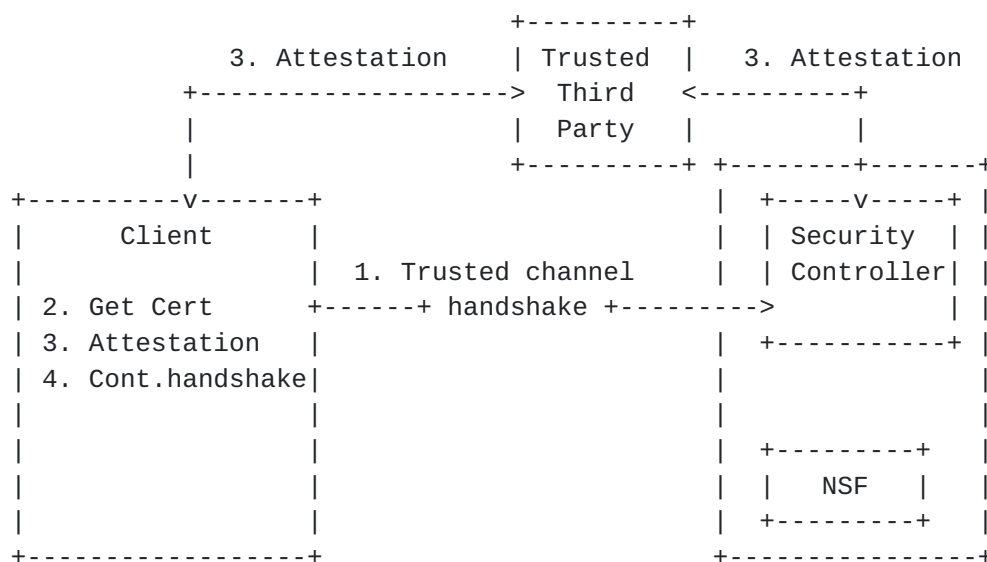 3. Attestation | Trusted | 3. Attestation
Third
Party
Client
Security
1. Trusted channel
Controller
2. Get Cert
handshake
3. Attestation
4. Cont.handshake
NSF